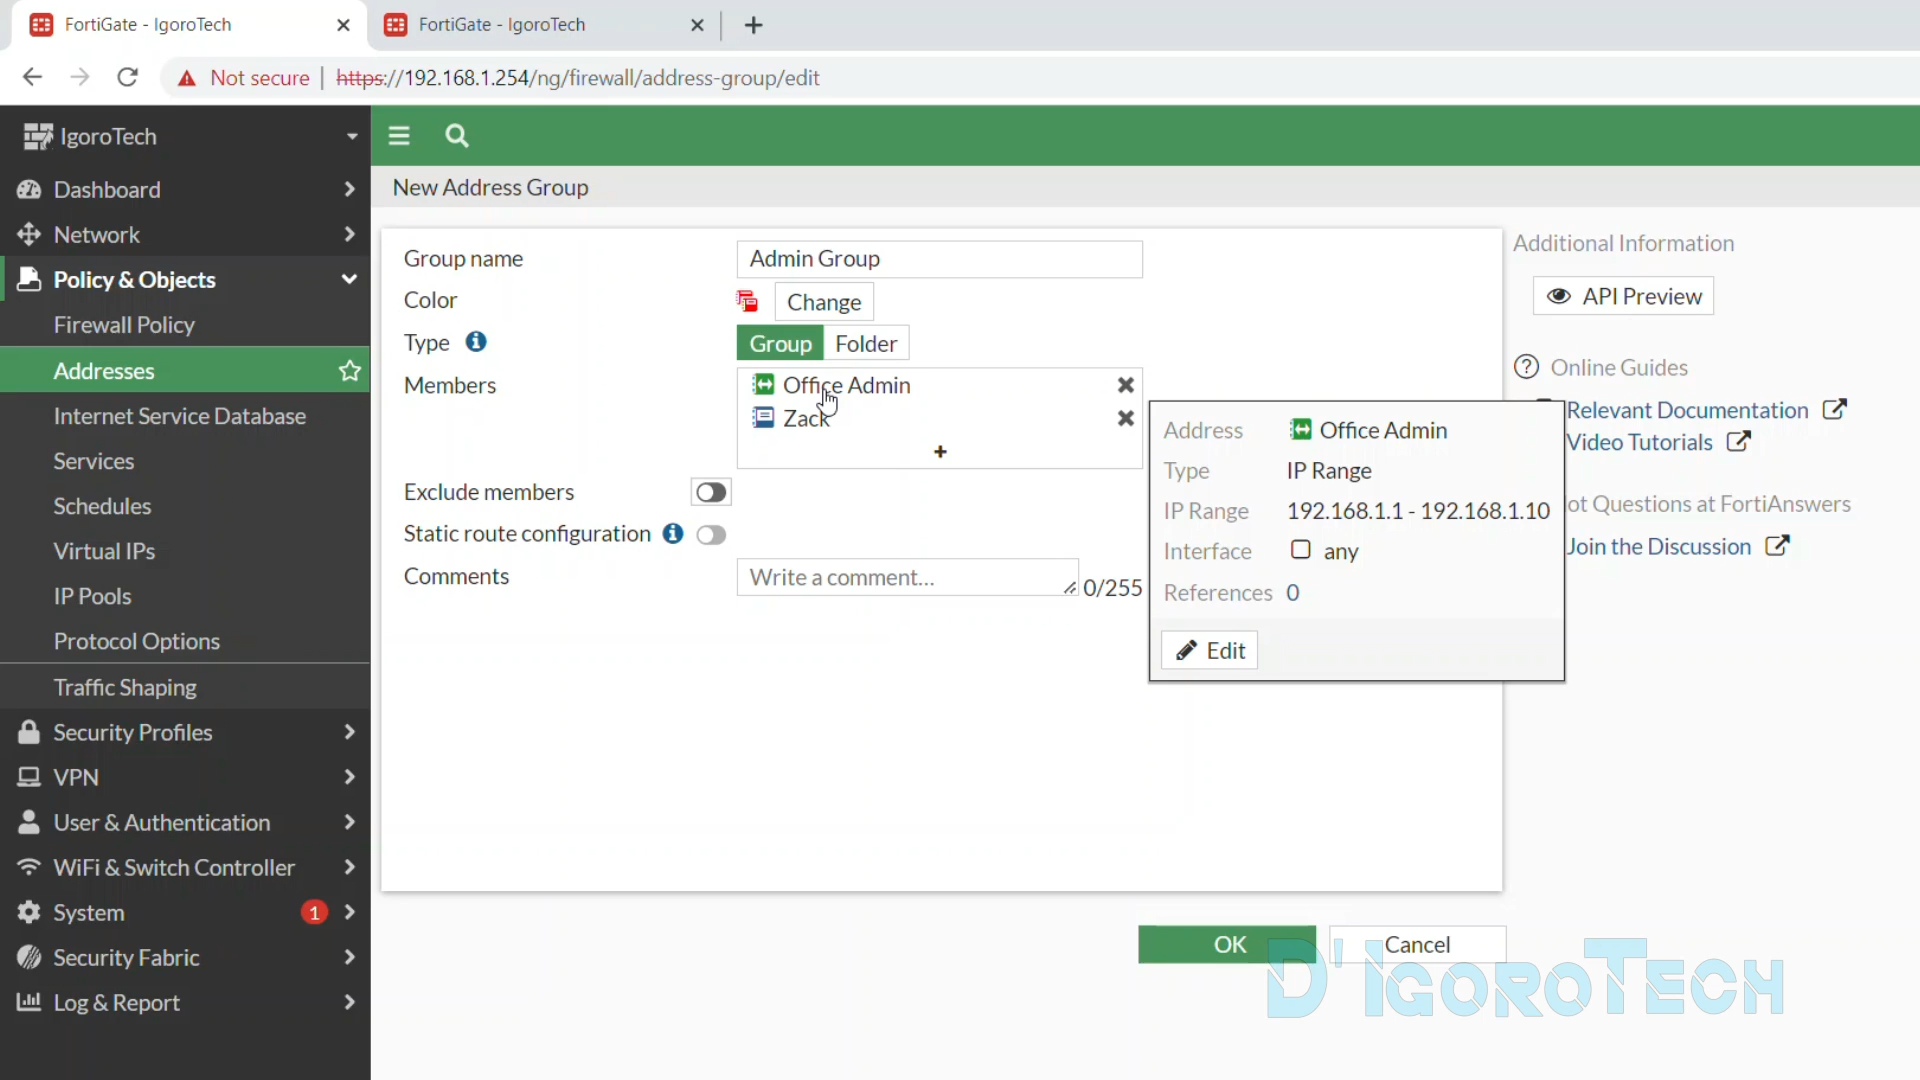 FortiGate - IgoroTech
FortiGate - IgoroTech
Not secure | https://192.168.1.254/ng/firewall/address-group/edit
IgoroTech
Dashboard
Network
Policy & Objects
Firewall Policy
Addresses
Internet Service Database
Services
Schedules
Virtual IPs
IP Pools
Protocol Options
Traffic Shaping
Security Profiles
VPN
User & Authentication
WiFi & Switch Controller
System 1
Security Fabric
Log & Report
New Address Group
Group name Admin Group
Color Change
Type Group Folder
Members Office Admin
Zack
+
Exclude members
Static route configuration
Comments Write a comment... 0/255
Address Office Admin
Type IP Range
IP Range 192.168.1.1 - 192.168.1.10
Interface any
References 0
Edit
Additional Information
API Preview
Online Guides
Relevant Documentation
Video Tutorials
ot Questions at FortiAnswers
Join the Discussion
OK Cancel
D'IGOROTECH